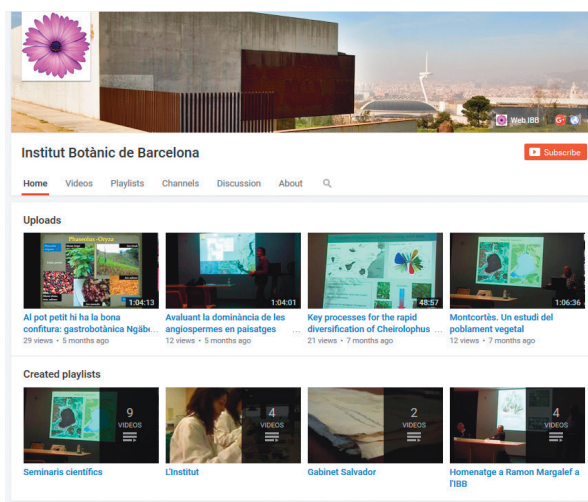 Web IBB
Institut Botànic de Barcelona
Subscribe
Home Videos Playlists Channels Discussion About
Uploads
Phaseolus - Oryza
1:04:13
1:04:01
48:57
1:06:36
Al pot petit hi ha la bona
confitura: gastrobotànica Ngäbe...
29 views • 5 months ago
Avaluant la dominància de les
angiospermes en paisatges ...
12 views • 5 months ago
Key processes for the rapid
diversification of Cheirolophus ...
21 views • 7 months ago
Montcortès. Un estudi del
poblament vegetal
12 views • 7 months ago
Created playlists
9
VIDEOS
4
VIDEOS
2
VIDEOS
4
VIDEOS
Seminaris científics
L'Institut
Gabinet Salvador
Homenatge a Ramon Margalef a
l'IBB